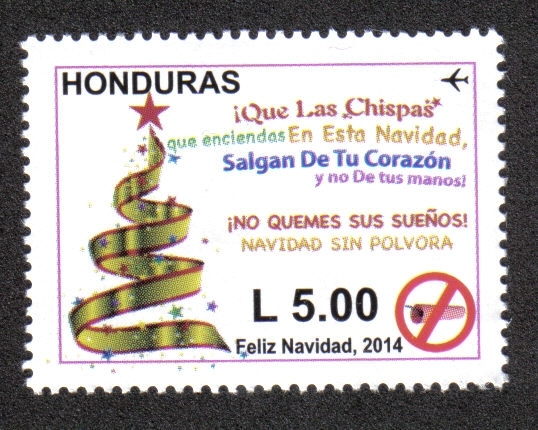 HONDURAS
¡Que Las Chispas
que enciendas En Esta Navidad,
Salgan De Tu Corazón
y no De tus manos!
¡NO QUEMES SUS SUEÑOS!
NAVIDAD SIN POLVORA
L 5.00
Feliz Navidad, 2014